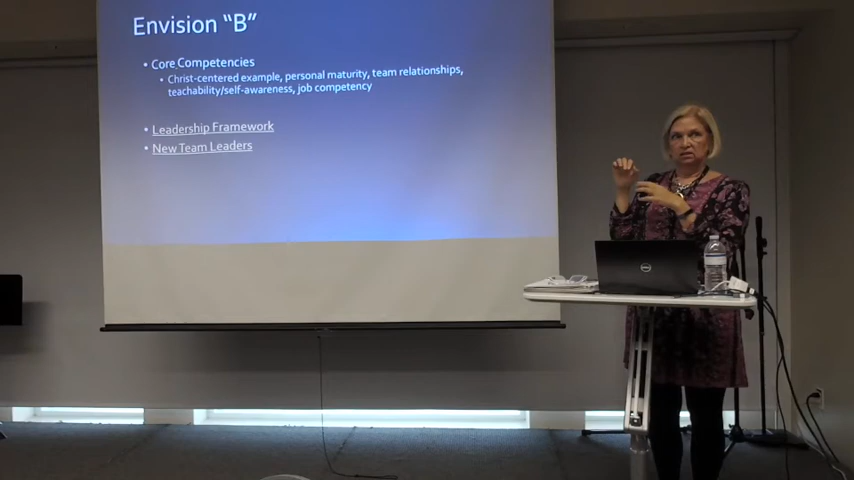 Envision "B"
• Core Competencies
• Christ-centered example, personal maturity, team relationships,
teachability/self-awareness, job competency
• Leadership Framework
• New Team Leaders
DELL